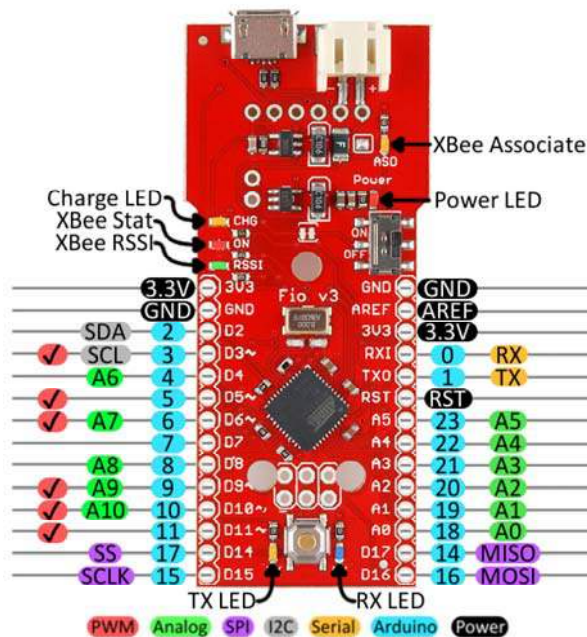 - +
ASO
XBee Associate
Power
Charge LED
CHG
Power LED
XBee Stat
ON
ON
XBee RSSI
RSSI
OFF
3.3V 3V3 GND GND
GND GND Fio v3 AREF AREF
SDA 2 D2 3V3 3.3V
✓ SCL 3 D3~ RXI 0 RX
A6 4 D4 TXO 1 TX
✓ 5 D5~ RST RST
✓ A7 6 D6~ A5 23 A5
7 D7 A4 22 A4
A8 8 D8 A3 21 A3
✓ A9 9 D9~ A2 20 A2
✓ A10 10 D10~ A1 19 A1
✓ 11 D11~ A0 18 A0
SS 17 D14 D17 14 MISO
SCLK 15 D15 D16 16 MOSI
TX LED RX LED
PWM Analog SPI I2C Serial Arduino Power